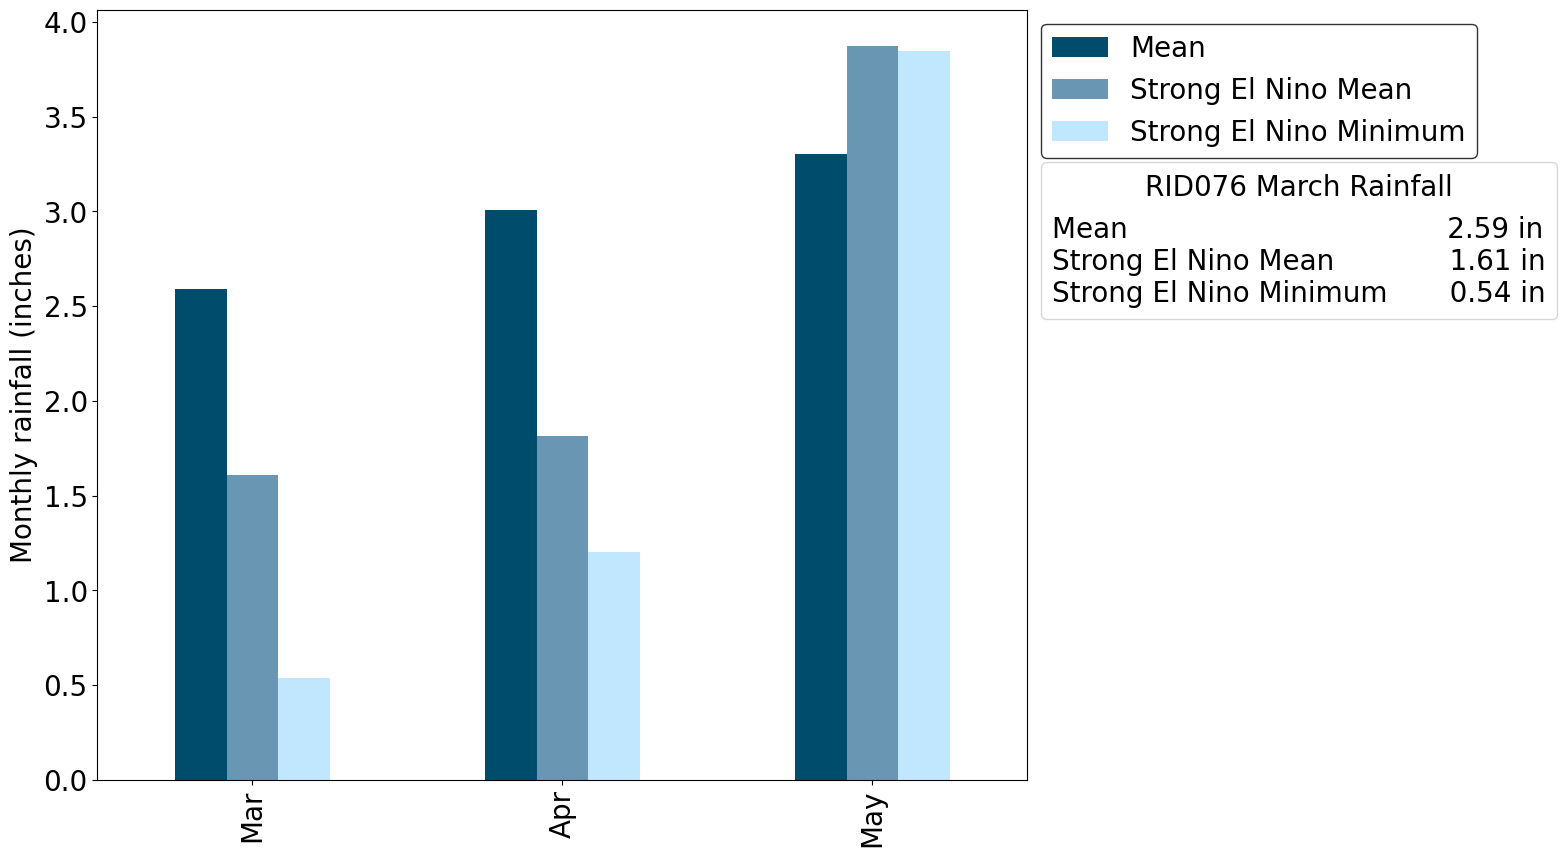 4.0
3.5
3.0
2.5
2.0
1.5
1.0
0.5
0.0
Monthly rainfall (inches)
Mar
Apr
May
Mean
Strong El Nino Mean
Strong El Nino Minimum
RID076 March Rainfall
Mean 2.59 in
Strong El Nino Mean 1.61 in
Strong El Nino Minimum 0.54 in